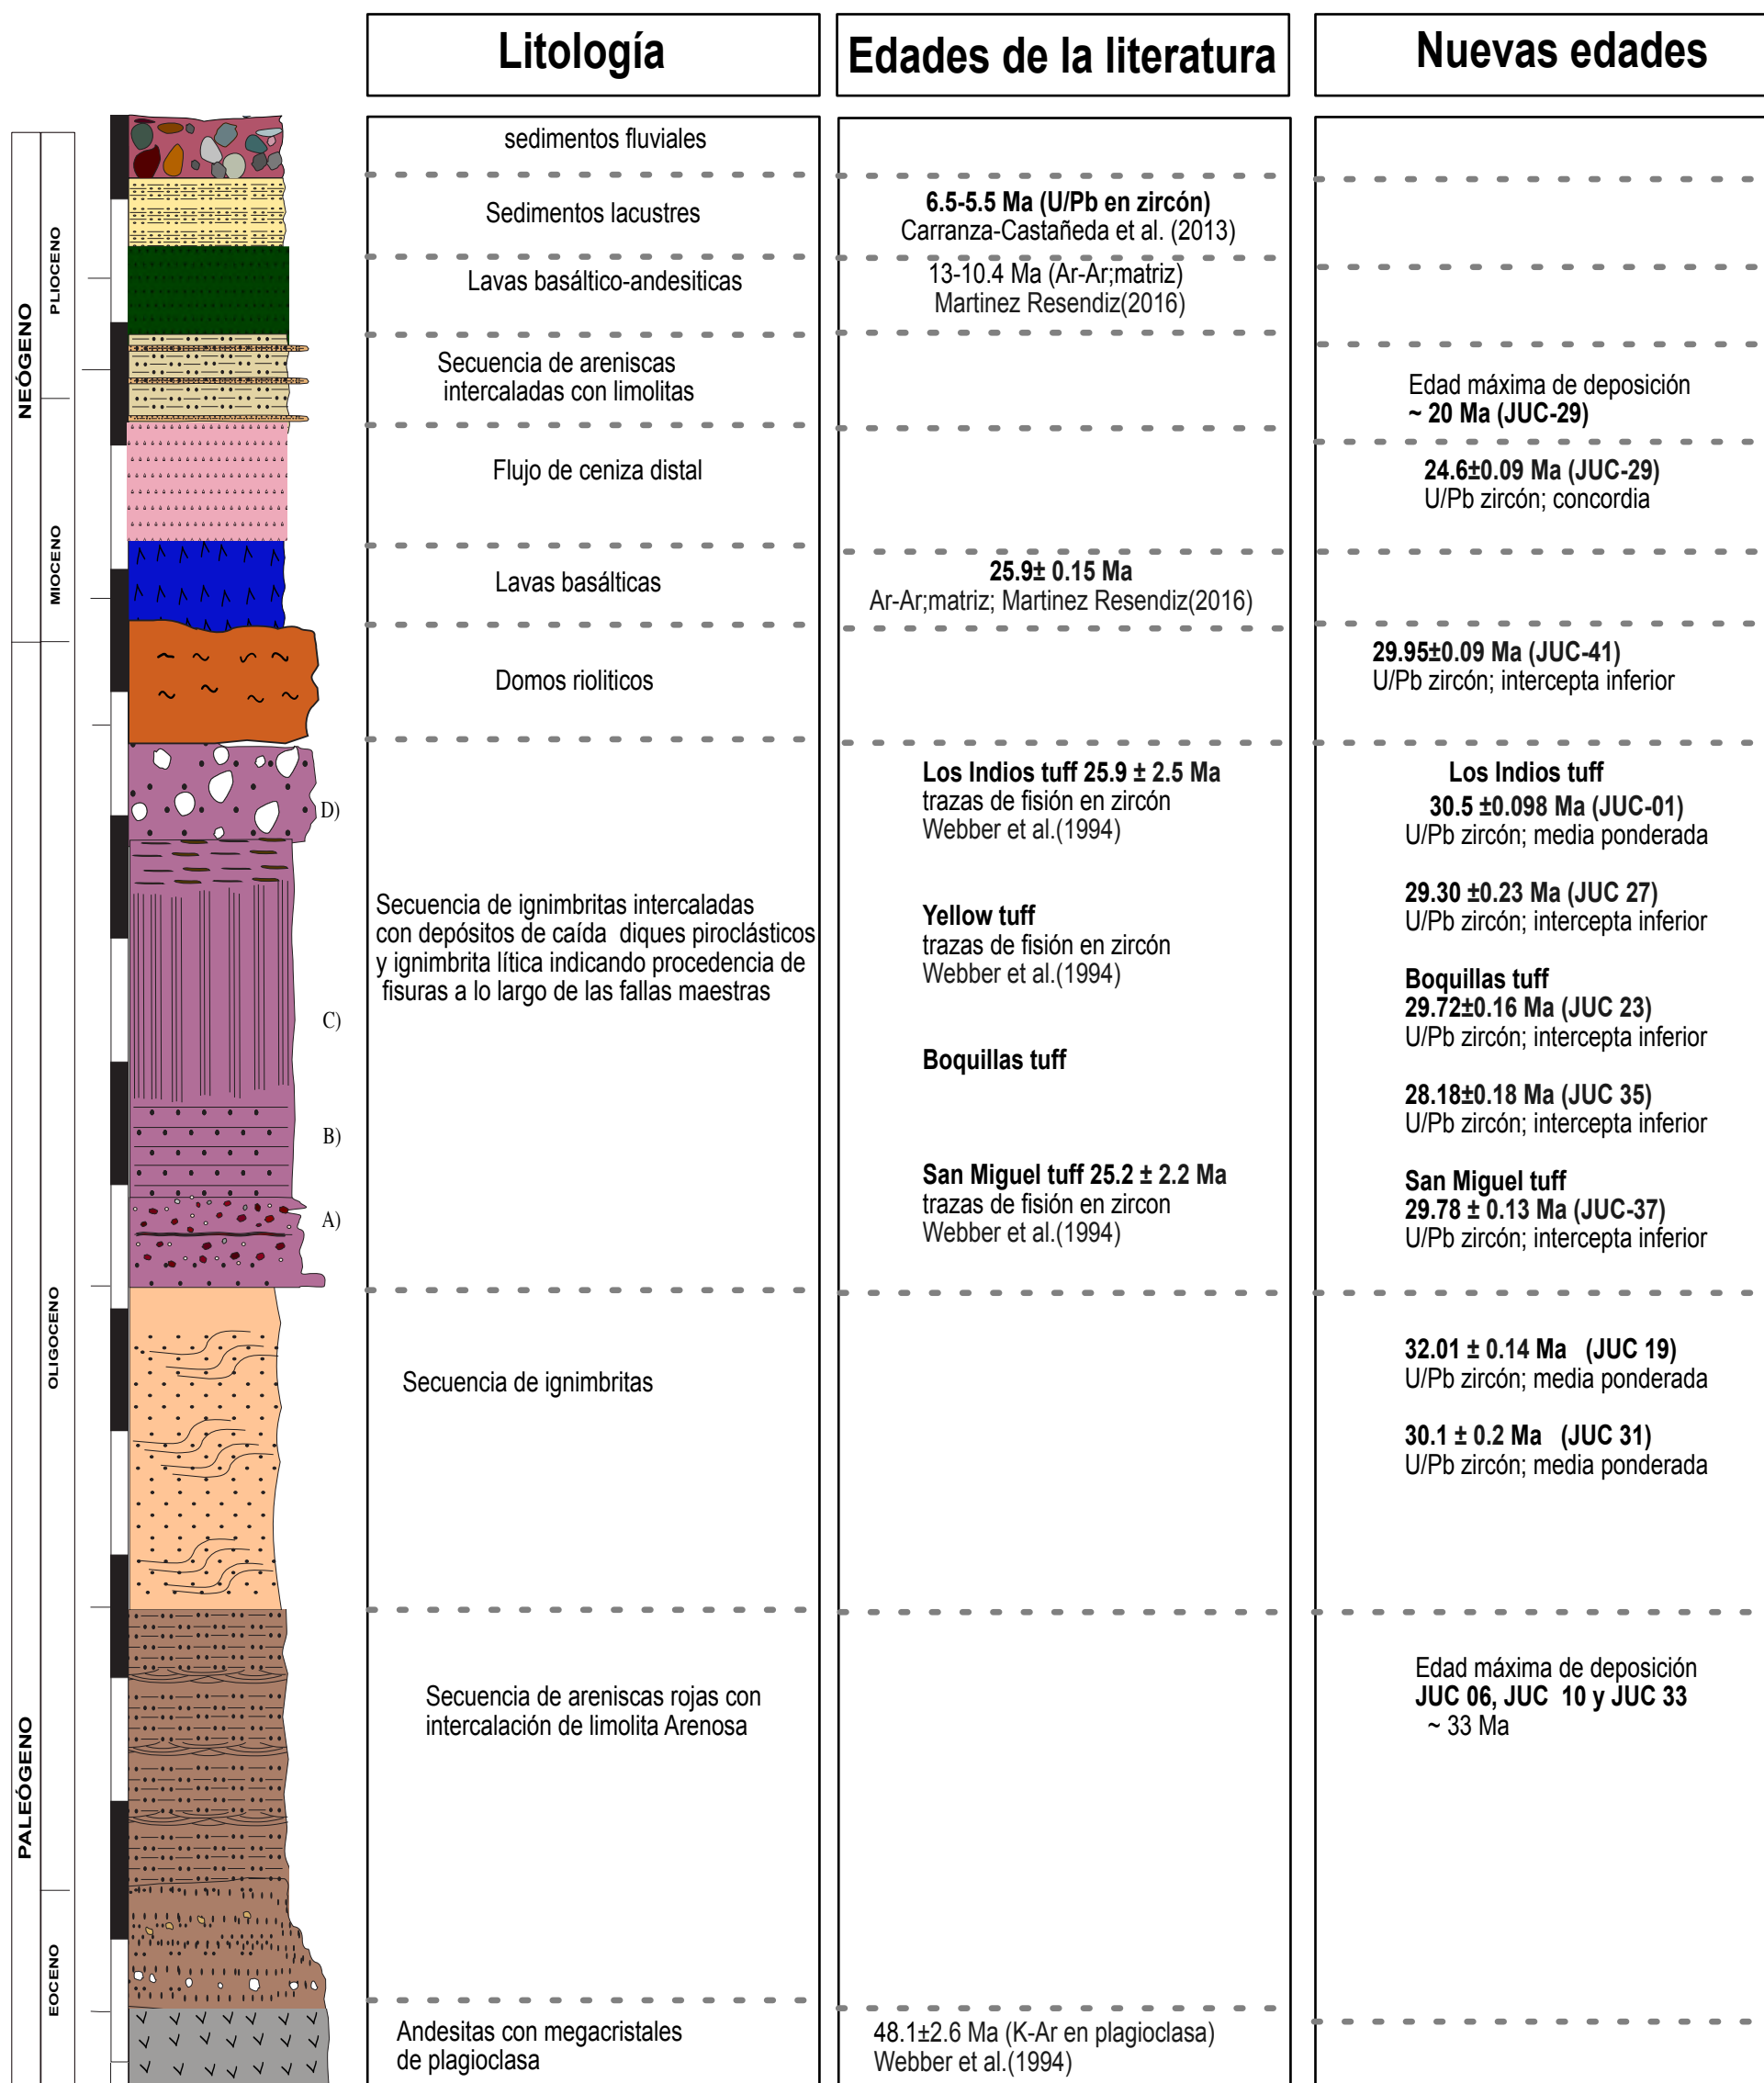 Litología
Edades de la literatura
Nuevas edades
NEÓGENO
PALEÓGENO
PLIOCENO
MIOCENO
OLIGOCENO
EOCENO
D)
C)
B)
A)
sedimentos fluviales
Sedimentos lacustres
Lavas basáltico-andesiticas
Secuencia de areniscas
intercaladas con limolitas
Flujo de ceniza distal
Lavas basálticas
Domos rioliticos
Secuencia de ignimbritas intercaladas
con depósitos de caída diques piroclásticos
y ignimbrita lítica indicando procedencia de
fisuras a lo largo de las fallas maestras
Secuencia de ignimbritas
Secuencia de areniscas rojas con
intercalación de limolita Arenosa
Andesitas con megacristales
de plagioclasa
6.5-5.5 Ma (U/Pb en zircón)
Carranza-Castañeda et al. (2013)
13-10.4 Ma (Ar-Ar;matriz)
Martinez Resendiz(2016)
25.9± 0.15 Ma
Ar-Ar;matriz; Martinez Resendiz(2016)
Los Indios tuff 25.9 ± 2.5 Ma
trazas de fisión en zircón
Webber et al.(1994)
Yellow tuff
trazas de fisión en zircón
Webber et al.(1994)
Boquillas tuff
San Miguel tuff 25.2 ± 2.2 Ma
trazas de fisión en zircon
Webber et al.(1994)
48.1±2.6 Ma (K-Ar en plagioclasa)
Webber et al.(1994)
Edad máxima de deposición
~ 20 Ma (JUC-29)
24.6±0.09 Ma (JUC-29)
U/Pb zircón; concordia
29.95±0.09 Ma (JUC-41)
U/Pb zircón; intercepta inferior
Los Indios tuff
30.5 ±0.098 Ma (JUC-01)
U/Pb zircón; media ponderada
29.30 ±0.23 Ma (JUC 27)
U/Pb zircón; intercepta inferior
Boquillas tuff
29.72±0.16 Ma (JUC 23)
U/Pb zircón; intercepta inferior
28.18±0.18 Ma (JUC 35)
U/Pb zircón; intercepta inferior
San Miguel tuff
29.78 ± 0.13 Ma (JUC-37)
U/Pb zircón; intercepta inferior
32.01 ± 0.14 Ma (JUC 19)
U/Pb zircón; media ponderada
30.1 ± 0.2 Ma (JUC 31)
U/Pb zircón; media ponderada
Edad máxima de deposición
JUC 06, JUC 10 y JUC 33
~ 33 Ma